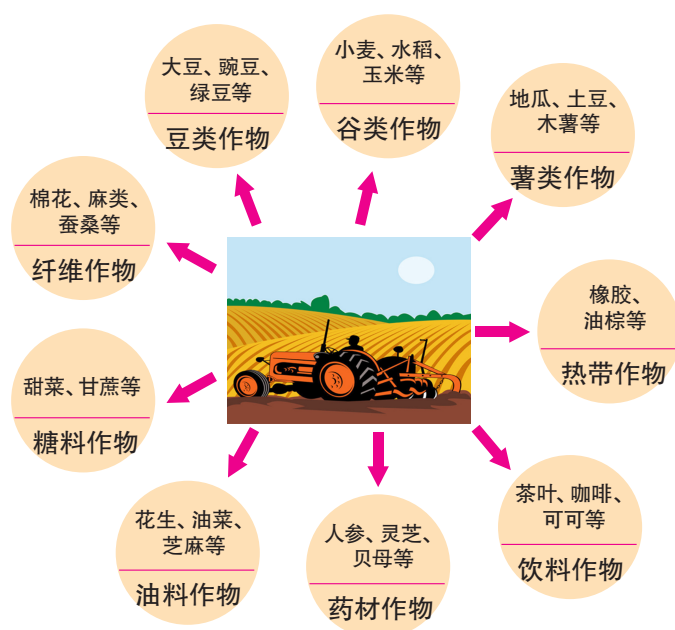 小麦、水稻、
玉米等
谷类作物
地瓜、土豆、
木薯等
薯类作物
橡胶、
油棕等
热带作物
茶叶、咖啡、
可可等
饮料作物
人参、灵芝、
贝母等
药材作物
花生、油菜、
芝麻等
油料作物
甜菜、甘蔗等
糖料作物
棉花、麻类、
蚕桑等
纤维作物
大豆、豌豆、
绿豆等
豆类作物